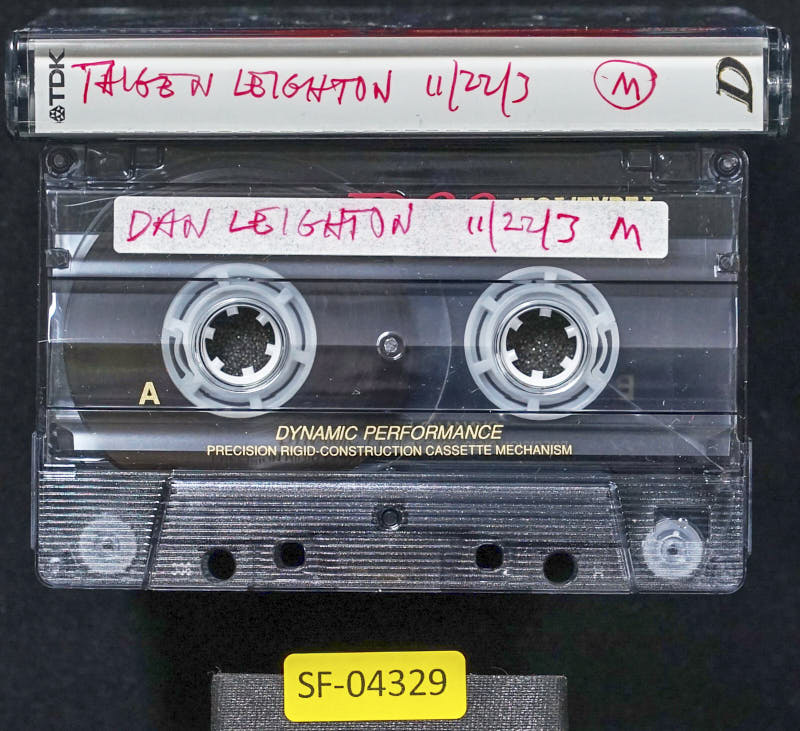 TDK TALGEN LEIGHTON 11/22/3 M D
DAN LEIGHTON 11/22/3 M
A
B
DYNAMIC PERFORMANCE
PRECISION RIGID-CONSTRUCTION CASSETTE MECHANISM
SF-04329